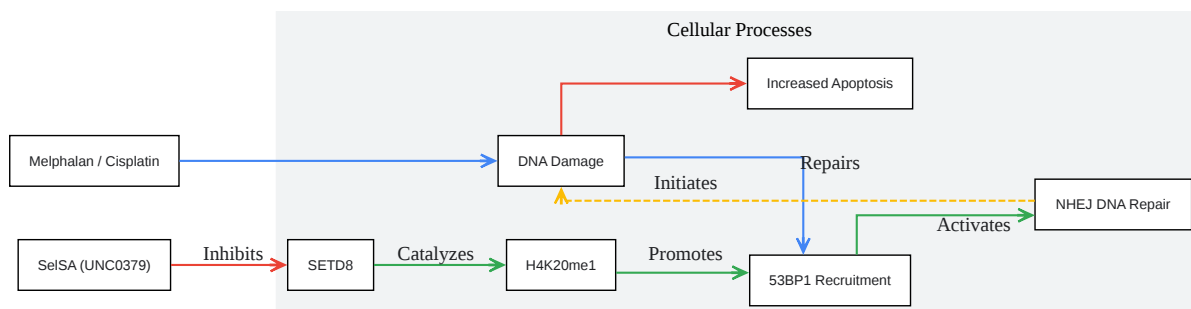 Cellular Processes
Increased Apoptosis
Melphalan / Cisplatin
DNA Damage
Repairs
Initiates
NHEJ DNA Repair
Activates
SelSA (UNC0379)
Inhibits
SETD8
Catalyzes
H4K20me1
Promotes
53BP1 Recruitment